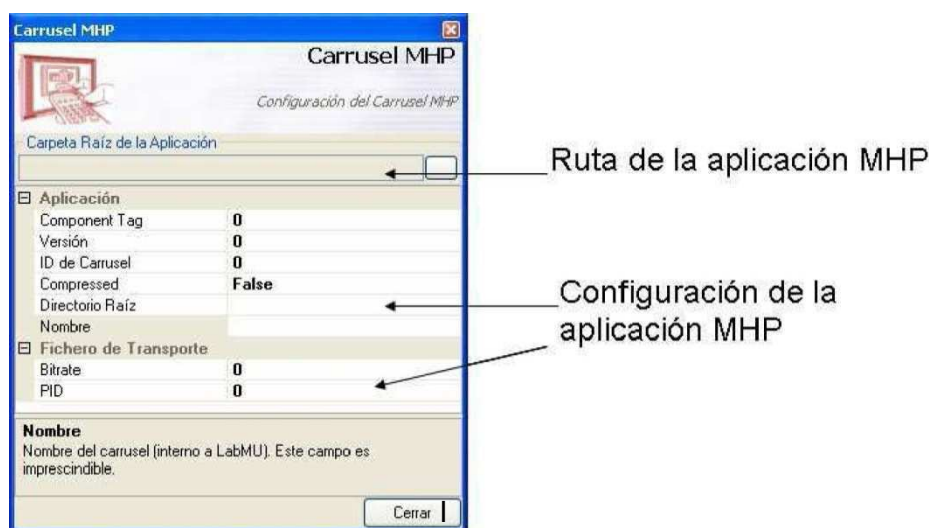 Carrusel MHP
Carrusel MHP
Configuración del Carrusel MHP
Carpeta Raíz de la Aplicación
Aplicación
Component Tag 0
Versión 0
ID de Carrusel 0
Compressed False
Directorio Raíz
Nombre
Fichero de Transporte
Bitrate 0
PID 0
Nombre
Nombre del carrusel (interno a LabMU). Este campo es
imprescindible.
Cerrar
Ruta de la aplicación MHP
Configuración de la
aplicación MHP